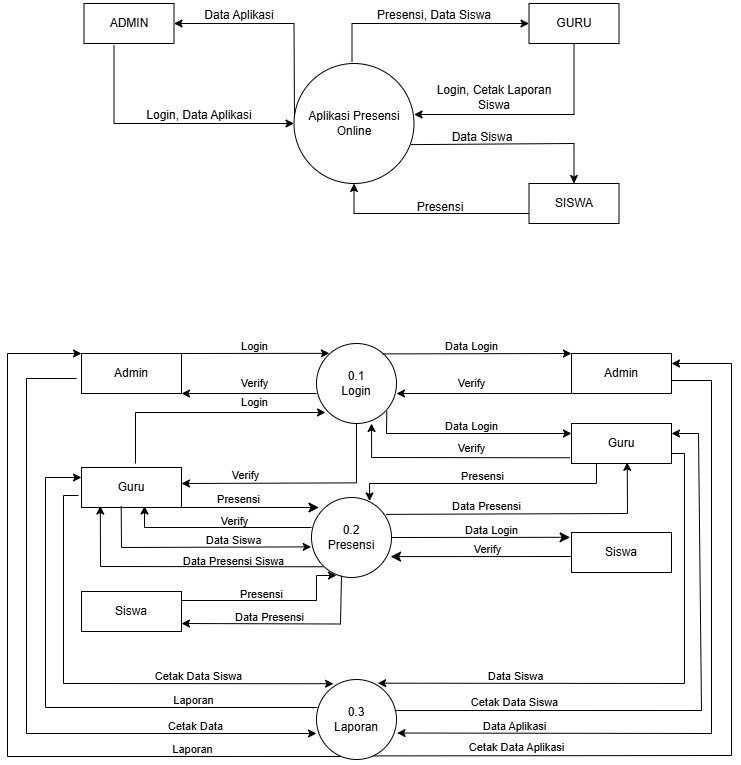 ADMIN
Data Aplikasi
Presensi, Data Siswa
GURU
Login, Data Aplikasi
Aplikasi Presensi
Online
Login, Cetak Laporan
Siswa
Data Siswa
Presensi
SISWA
Login
Data Login
Admin
0.1
Login
Admin
Verify
Verify
Login
Data Login
Guru
Verify
Verify
Presensi
Guru
Presensi
Data Presensi
Verify
0.2
Presensi
Data Login
Siswa
Data Siswa
Verify
Data Presensi Siswa
Presensi
Siswa
Data Presensi
Cetak Data Siswa
Data Siswa
Laporan
0.3
Laporan
Cetak Data Siswa
Cetak Data
Data Aplikasi
Laporan
Cetak Data Aplikasi